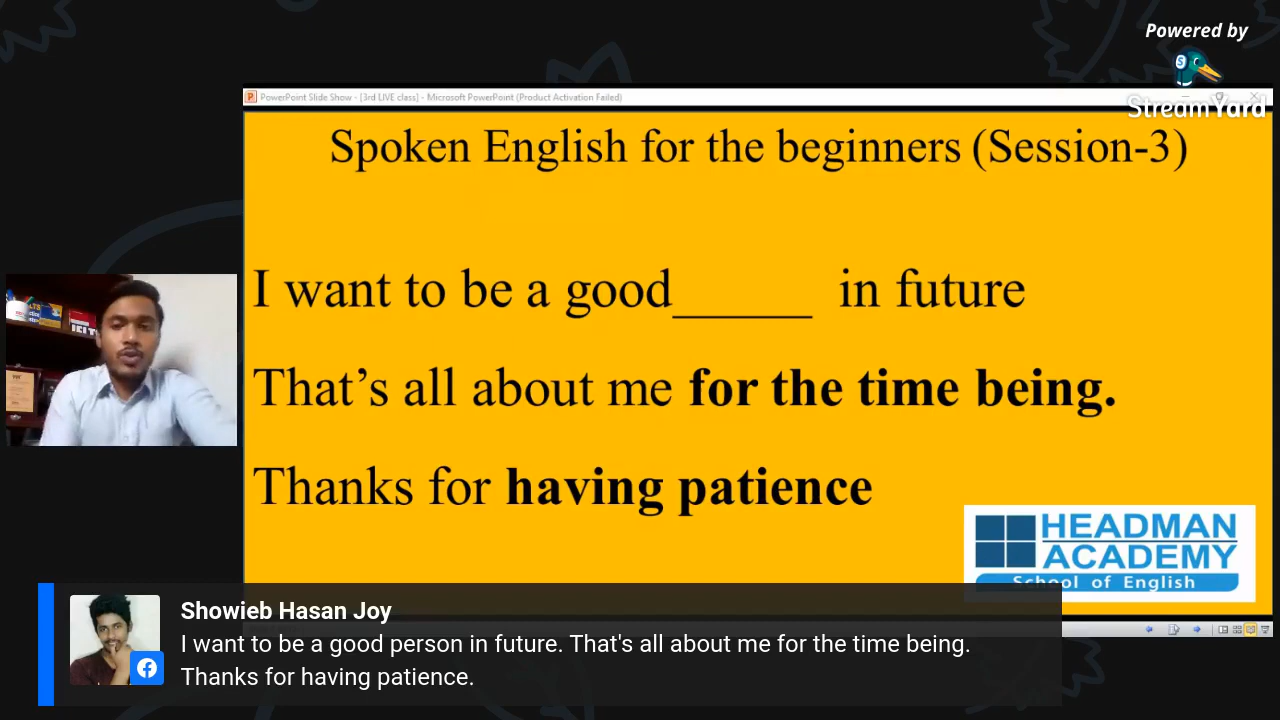 Powered by
StreamYard
PowerPoint Slide Show - [3rd LIVE class] - Microsoft PowerPoint (Product Activation Failed)
Spoken English for the beginners (Session-3)
I want to be a good______ in future
That’s all about me for the time being.
Thanks for having patience
HEADMAN
ACADEMY
School of English
Showieb Hasan Joy
I want to be a good person in future. That's all about me for the time being.
Thanks for having patience.